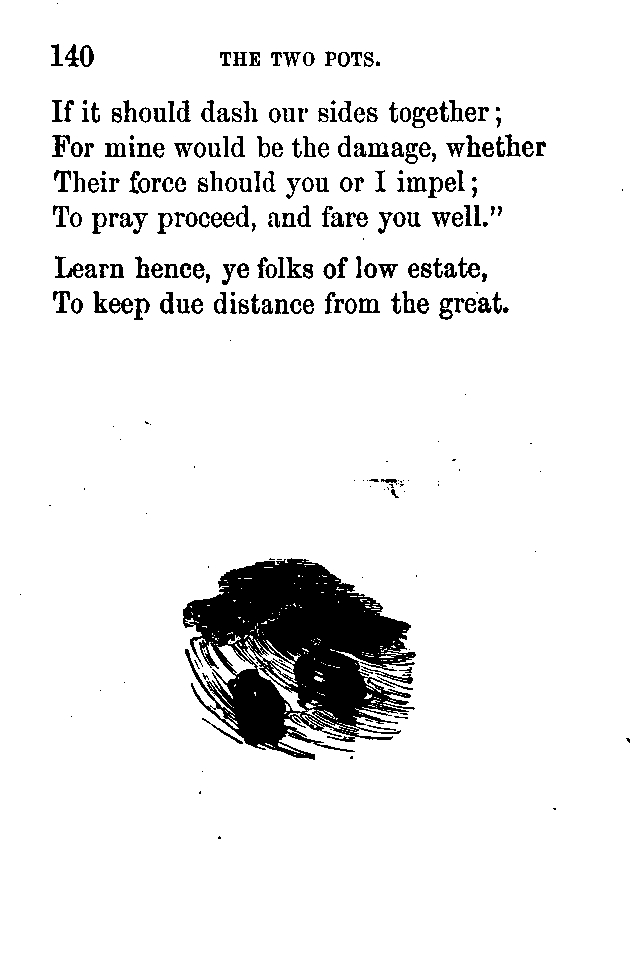 140 THE TWO POTS.
If it should dash our sides together;
For mine would be the damage, whether
Their force should you or I impel;
To pray proceed, and fare you well."
Learn hence, ye folks of low estate,
To keep due distance from the great.